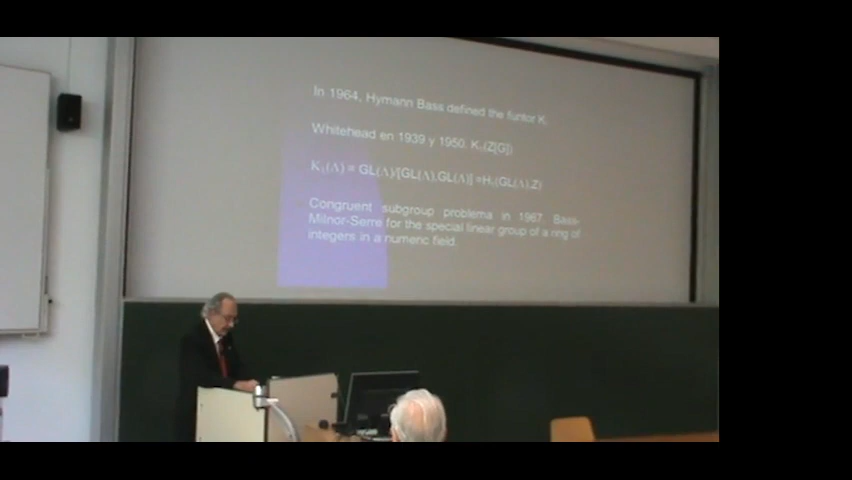 In 1964, Hymann Bass defined the funtor K.
Whitehead en 1939 y 1950. K₁(Z[G])
K₁(Λ) = GL(Λ)/[GL(Λ),GL(Λ)] =H₁(GL(Λ),Z)
Congruent subgroup problema in 1967. Bass-
Milnor-Serre for the special linear group of a ring of
integers in a numeric field.